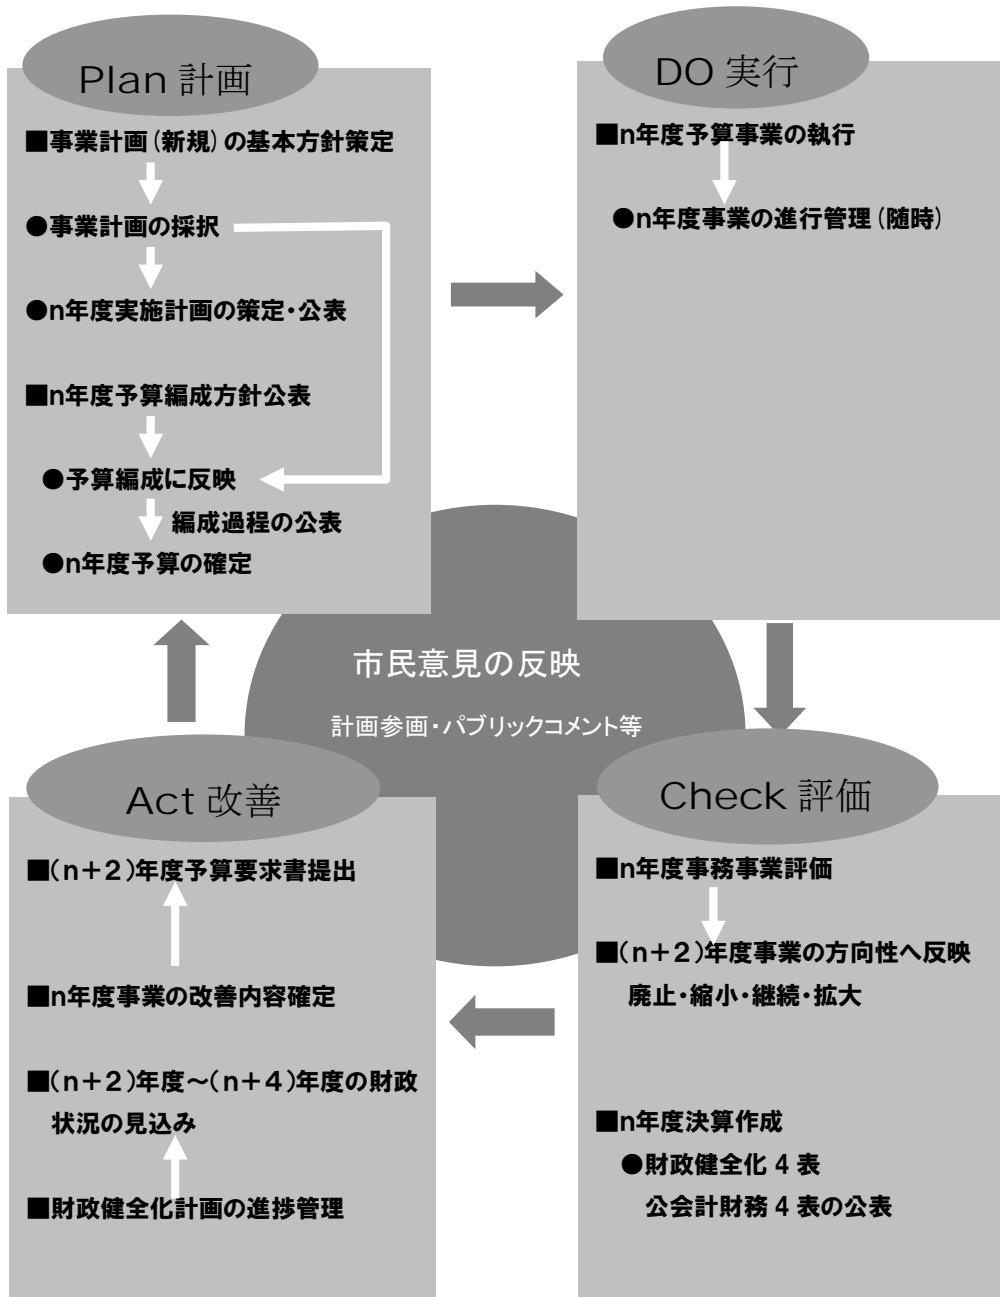 Plan 計画
■事業計画（新規）の基本方針策定
●事業計画の採択
●n年度実施計画の策定・公表
■n年度予算編成方針公表
●予算編成に反映
編成過程の公表
●n年度予算の確定
DO 実行
■n年度予算事業の執行
●n年度事業の進行管理（随時）
市民意見の反映
計画参画・パブリックコメント等
Check 評価
■n年度事務事業評価
■（n＋２）年度事業の方向性へ反映
廃止・縮小・継続・拡大
■n年度決算作成
●財政健全化 4 表
公会計財務 4 表の公表
Act 改善
■（n＋２）年度予算要求書提出
■n年度事業の改善内容確定
■（n＋２）年度～（n＋４）年度の財政
状況の見込み
■財政健全化計画の進捗管理